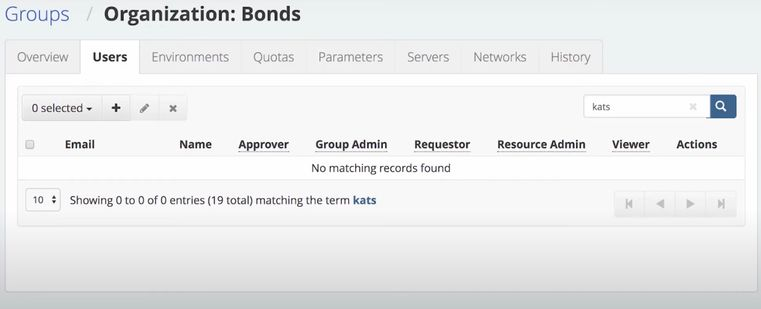 Groups / Organization: Bonds
Overview Users Environments Quotas Parameters Servers Networks History
0 selected kats
Email Name Approver Group Admin Requestor Resource Admin Viewer Actions
No matching records found
10 Showing 0 to 0 of 0 entries (19 total) matching the term kats